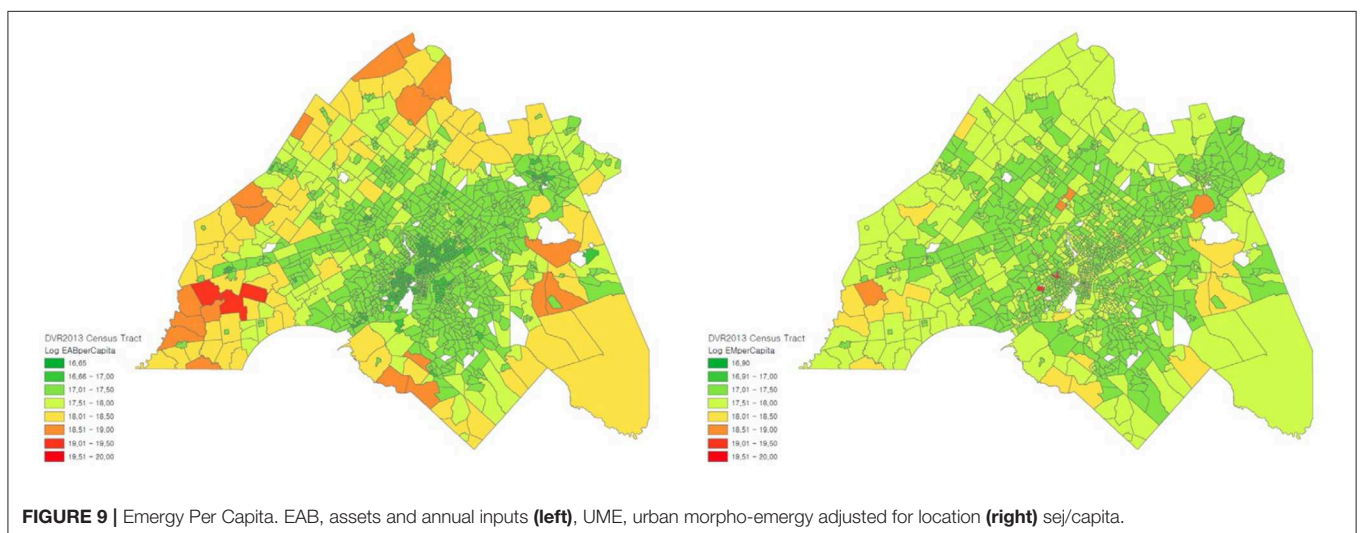 DVR2013 Census Tract
Log EABperCapita
16,65
16,66 - 17,00
17,01 - 17,50
17,51 - 18,00
18,01 - 18,50
18,51 - 19,00
19,01 - 19,50
19,51 - 20,00
DVR2013 Census Tract
Log EMperCapita
16,90
16,91 - 17,00
17,01 - 17,50
17,51 - 18,00
18,01 - 18,50
18,51 - 19,00
19,01 - 19,50
19,51 - 20,00
FIGURE 9 | Emergy Per Capita. EAB, assets and annual inputs (left), UME, urban morpho-emergy adjusted for location (right) sej/capita.